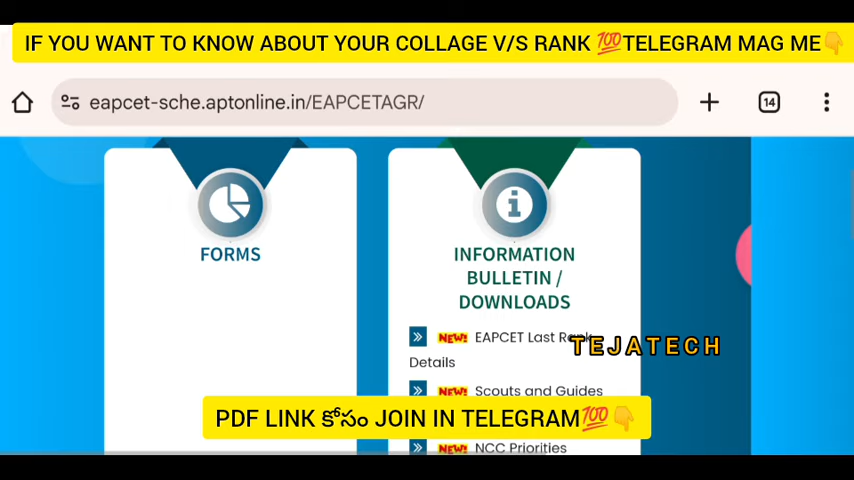 IF YOU WANT TO KNOW ABOUT YOUR COLLAGE V/S RANK 💯TELEGRAM MAG ME👇
eapcet-sche.aptonline.in/EAPCETAGR/
14
FORMS
INFORMATION
BULLETIN /
DOWNLOADS
NEW! EAPCET Last Rank
Details
TEJATECH
NEW! Scouts and Guides
PDF LINK కోసం JOIN IN TELEGRAM💯👇
NEW! NCC Priorities